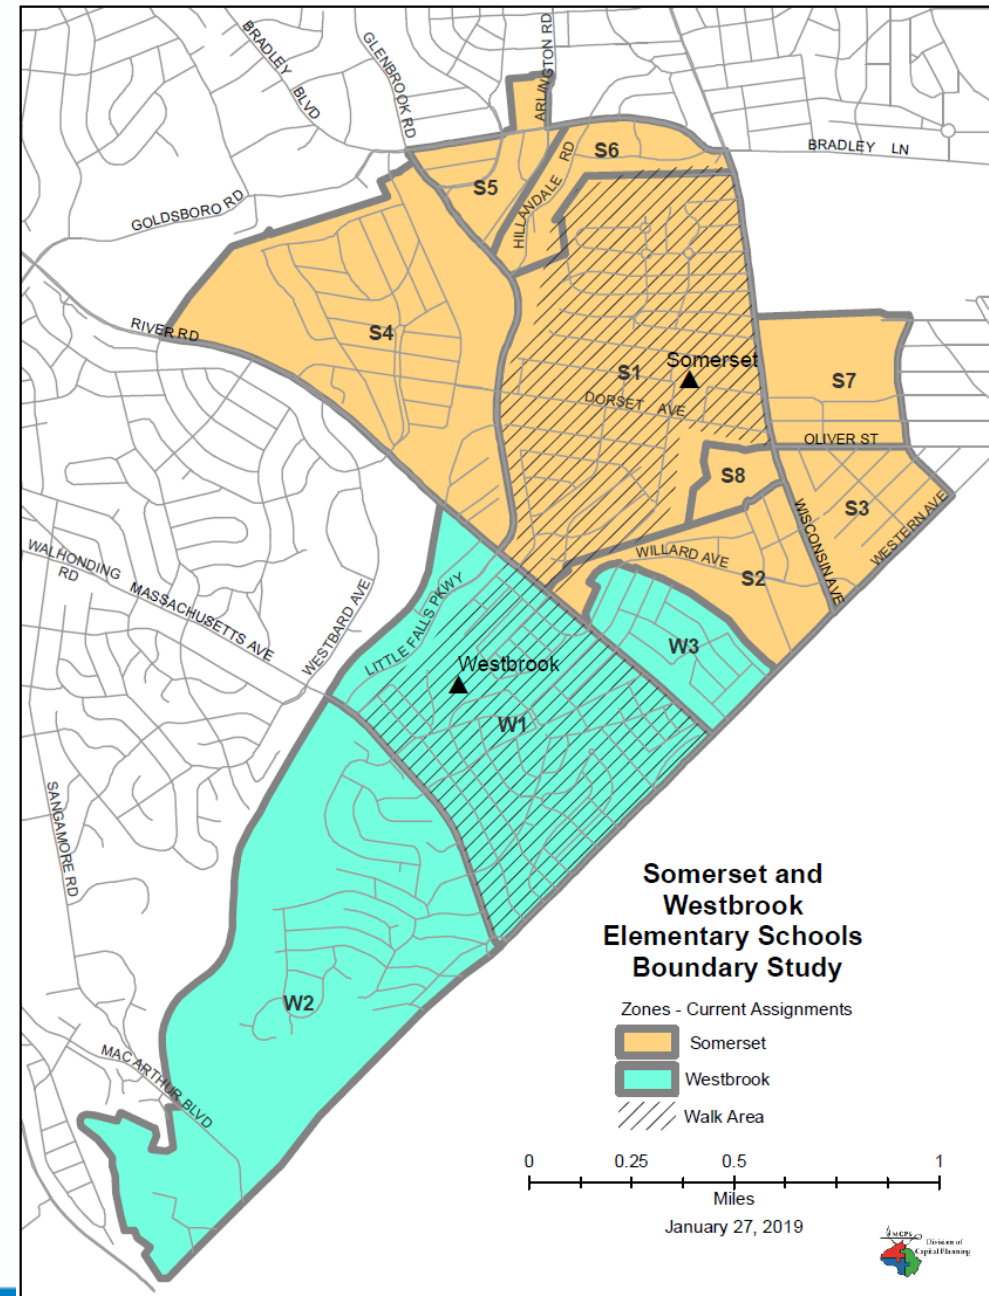 BRADLEY BLVD
GLENBROOK RD
ARLINGTON RD
BRADLEY LN
HILLANDALE RD
S6
S5
GOLDSBORO RD
RIVER RD
S4
S1
Somerset
DORSET AVE
S7
OLIVER ST
S8
S3
WISCONSIN AVE
WESTERN AVE
WILLARD AVE
S2
WALHONDING
RD
MASSACHUSETTS AVE
WESTBARD AVE
LITTLE FALLS PKWY
Westbrook
W3
W1
SANGAMORE RD
W2
MAC ARTHUR BLVD
Somerset and
Westbrook
Elementary Schools
Boundary Study
Zones - Current Assignments
Somerset
Westbrook
Walk Area
0 0.25 0.5 1
Miles
January 27, 2019
MCPS
Division of
Capital Planning